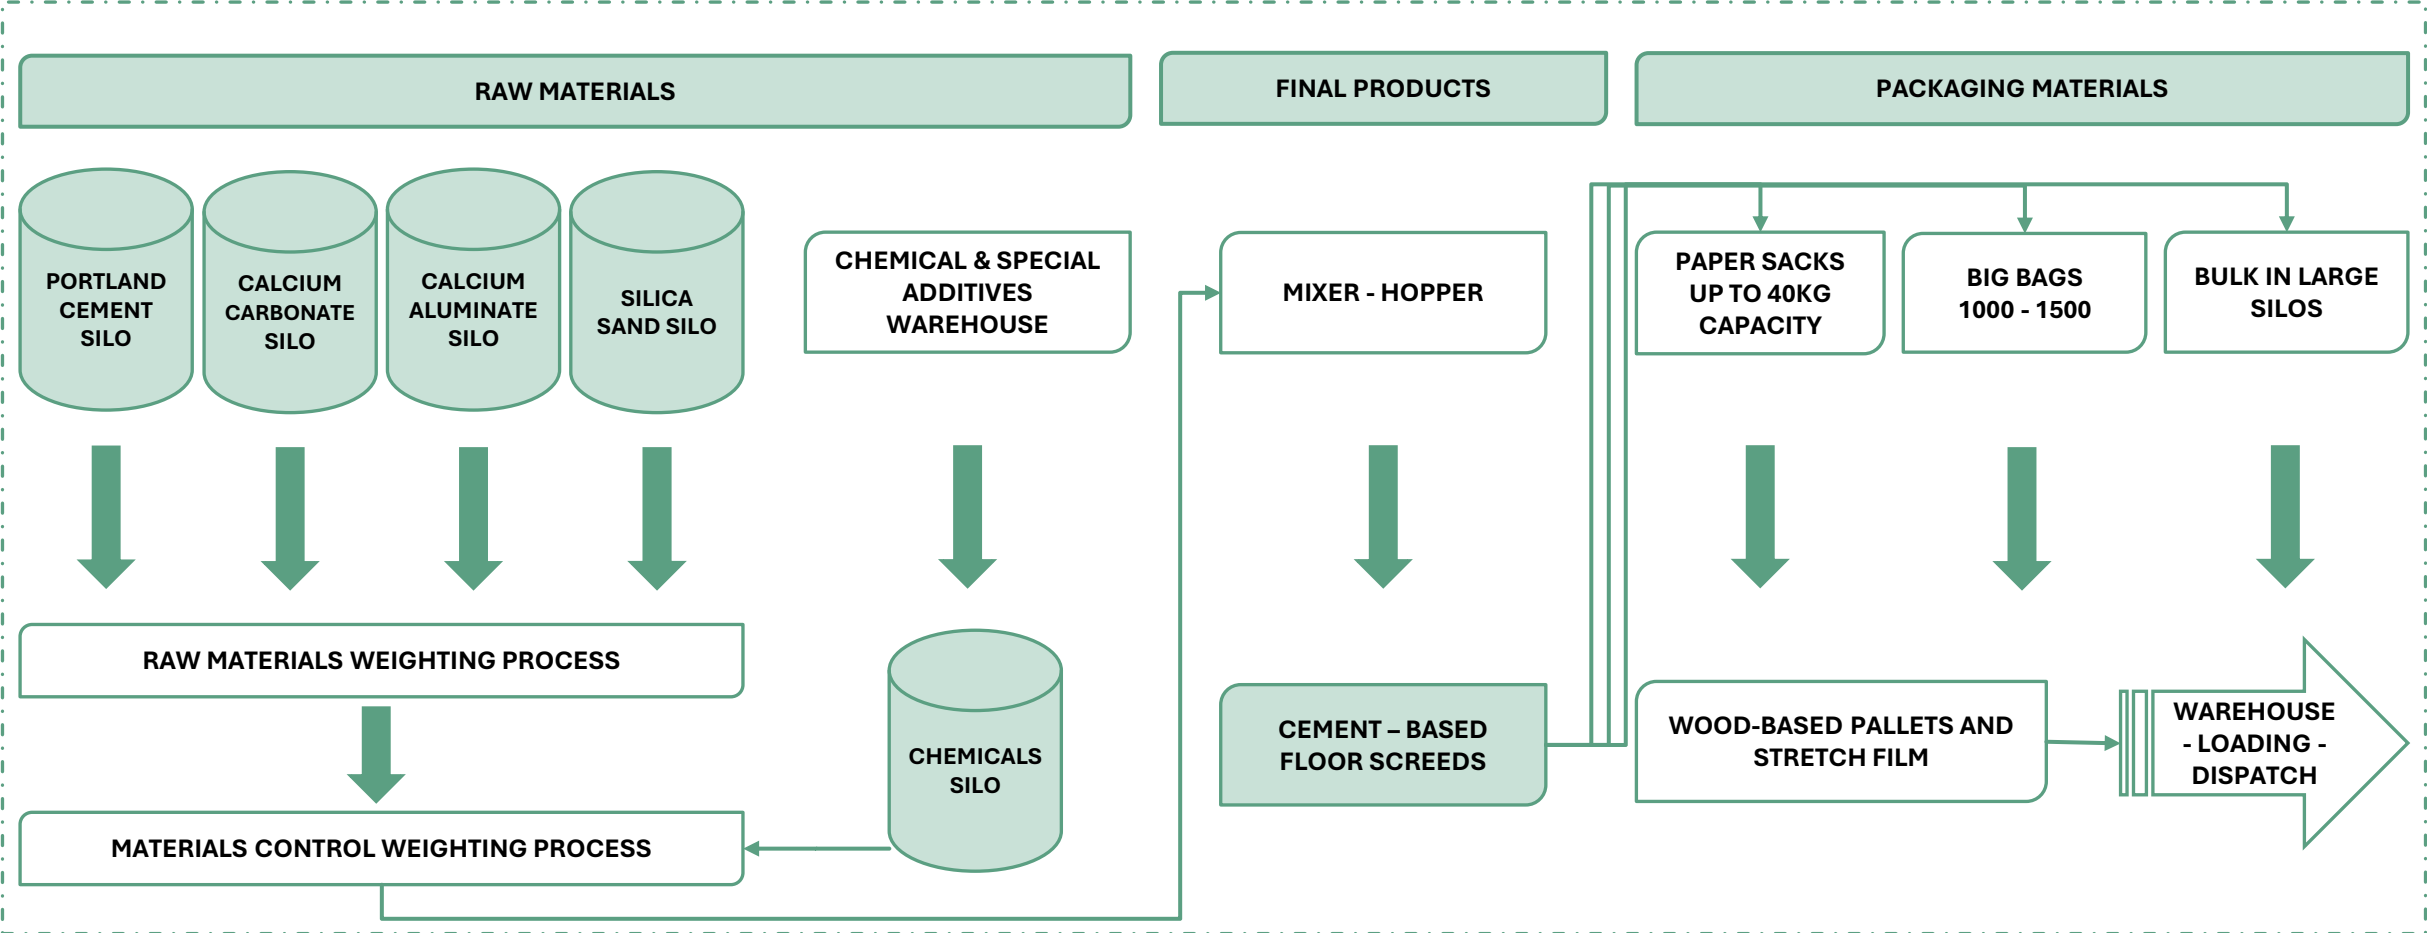 RAW MATERIALS
FINAL PRODUCTS
PACKAGING MATERIALS
PORTLAND
CEMENT
SILO
CALCIUM
CARBONATE
SILO
CALCIUM
ALUMINATE
SILO
SILICA
SAND SILO
CHEMICAL & SPECIAL
ADDITIVES
WAREHOUSE
MIXER - HOPPER
PAPER SACKS
UP TO 40KG
CAPACITY
BIG BAGS
1000 - 1500
BULK IN LARGE
SILOS
RAW MATERIALS WEIGHTING PROCESS
MATERIALS CONTROL WEIGHTING PROCESS
CHEMICALS
SILO
CEMENT – BASED
FLOOR SCREEDS
WOOD-BASED PALLETS AND
STRETCH FILM
WAREHOUSE
- LOADING -
DISPATCH